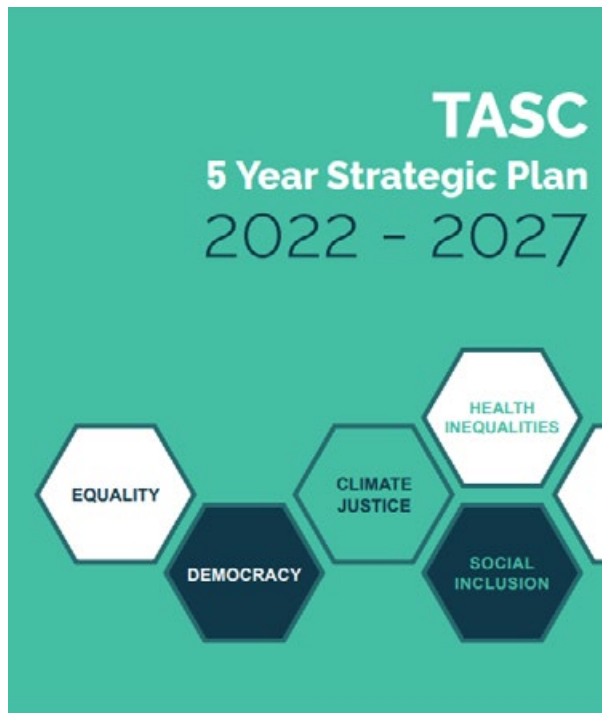 TASC
5 Year Strategic Plan
2022 - 2027
HEALTH
INEQUALITIES
EQUALITY
CLIMATE
JUSTICE
DEMOCRACY
SOCIAL
INCLUSION